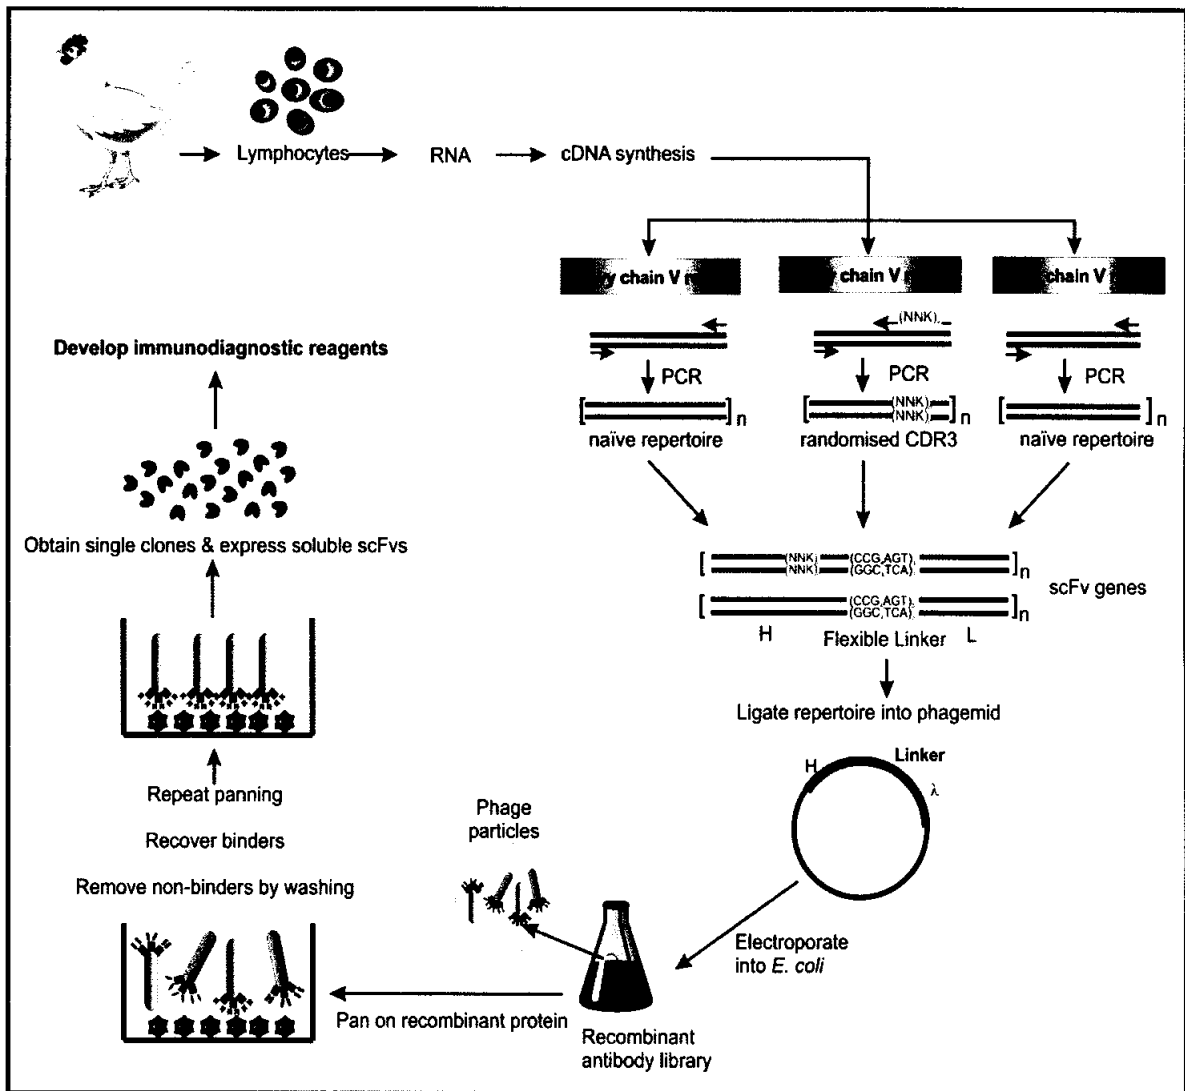 Lymphocytes
RNA
cDNA synthesis
chain V
chain V
chain V
(NNK)
PCR
PCR
PCR
(NNK)
(NNK)
n
n
n
naïve repertoire
randomised CDR3
naïve repertoire
(NNK)
(CCG,AGT)
(NNK)
(GGC,TCA)
n
scFv genes
(CCG,AGT)
(GGC,TCA)
n
H
Flexible Linker
L
Ligate repertoire into phagemid
Linker
H
λ
Electroporate
into E. coli
Phage
particles
Recombinant
antibody library
Pan on recombinant protein
Remove non-binders by washing
Recover binders
Repeat panning
Obtain single clones & express soluble scFvs
Develop immunodiagnostic reagents